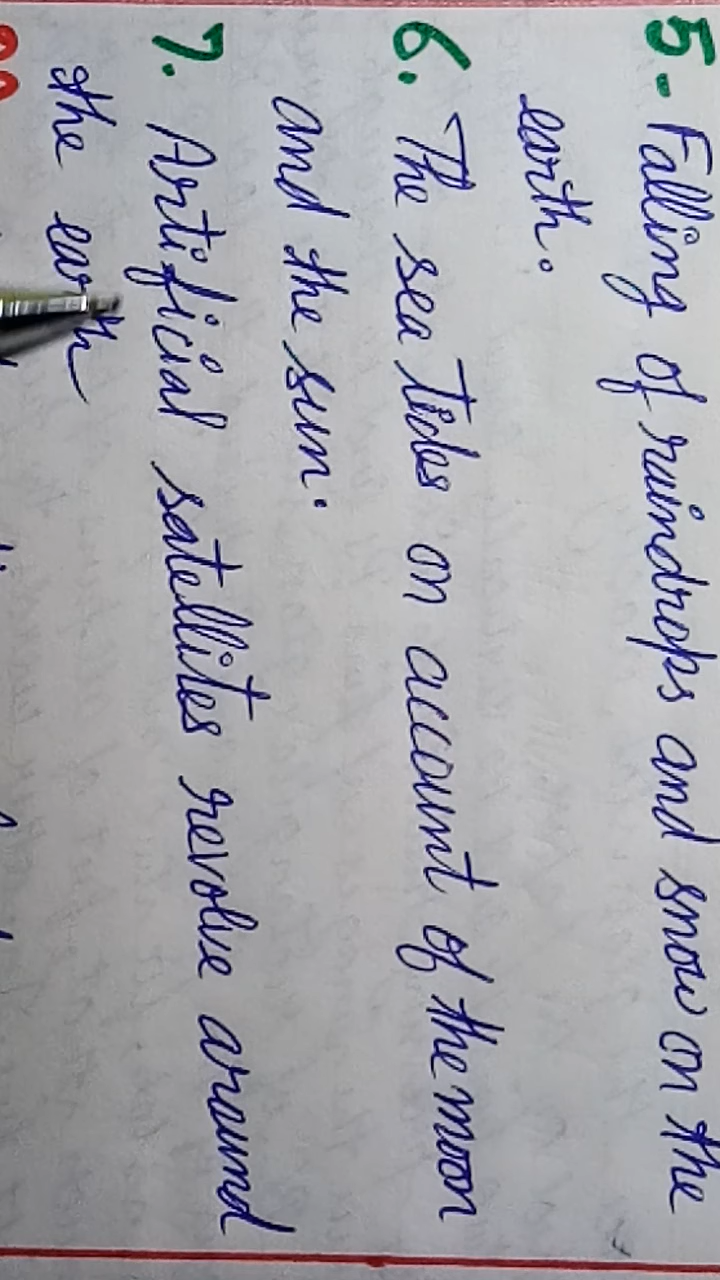 5. Falling of raindrops and snow on the
earth.
6. The sea tides on account of the moon
and the sun.
7. Artificial satellites revolve around
the earth